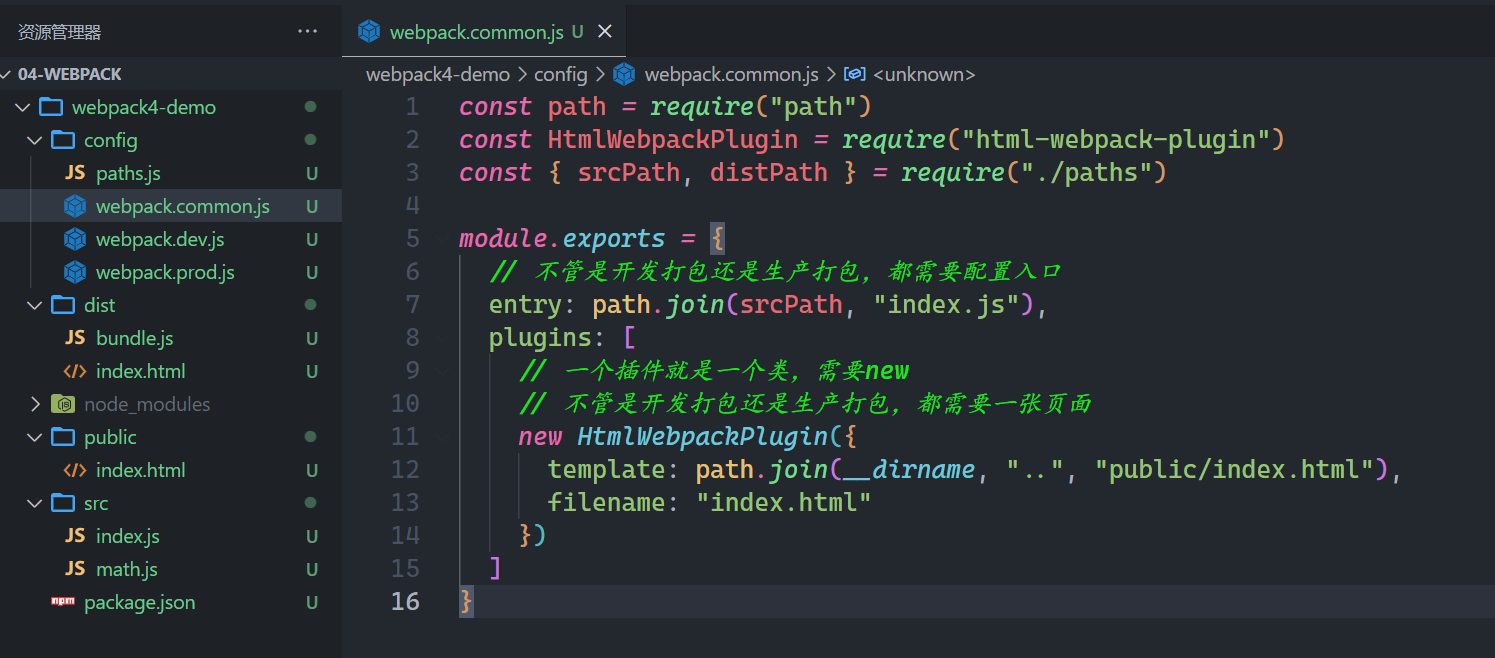 资源管理器
···
04-WEBPACK
webpack4-demo
config
paths.js U
webpack.common.js U
webpack.dev.js U
webpack.prod.js U
dist
bundle.js U
index.html U
node_modules
public
index.html U
src
index.js U
math.js U
package.json U
webpack.common.js U ×
webpack4-demo > config > webpack.common.js > <unknown>
1 const path = require("path")
2 const HtmlWebpackPlugin = require("html-webpack-plugin")
3 const { srcPath, distPath } = require("./paths")
4
5 module.exports = {
6 // 不管是开发打包还是生产打包，都需要配置入口
7 entry: path.join(srcPath, "index.js"),
8 plugins: [
9 // 一个插件就是一个类，需要new
10 // 不管是开发打包还是生产打包，都需要一张页面
11 new HtmlWebpackPlugin({
12 template: path.join(__dirname, "..", "public/index.html"),
13 filename: "index.html"
14 })
15 ]
16 }